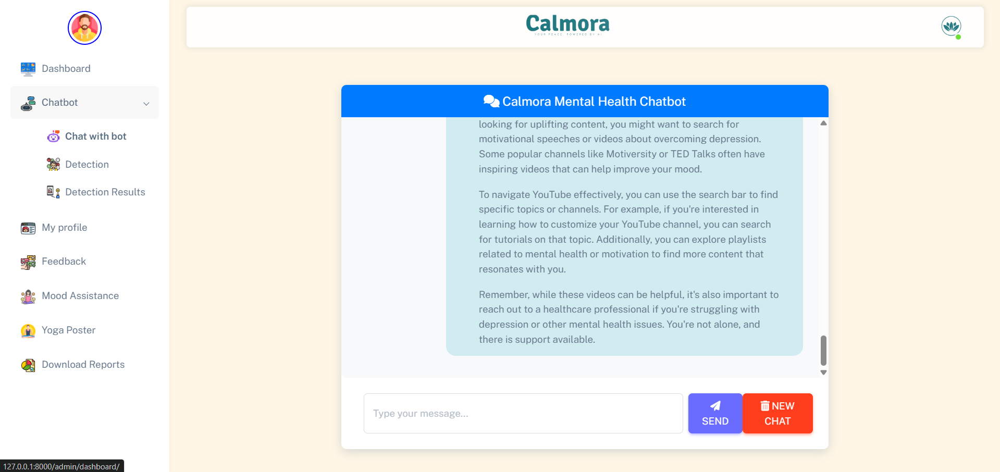 Dashboard
Chatbot
Chat with bot
Detection
Detection Results
My profile
Feedback
Mood Assistance
Yoga Poster
Download Reports
Calmora
YOUR PEACE, POWERED BY AI
Calmora Mental Health Chatbot
looking for uplifting content, you might want to search for
motivational speeches or videos about overcoming depression.
Some popular channels like Motiversity or TED Talks often have
inspiring videos that can help improve your mood.
To navigate YouTube effectively, you can use the search bar to find
specific topics or channels. For example, if you're interested in
learning how to customize your YouTube channel, you can search
for tutorials on that topic. Additionally, you can explore playlists
related to mental health or motivation to find more content that
resonates with you.
Remember, while these videos can be helpful, it's also important to
reach out to a healthcare professional if you're struggling with
depression or other mental health issues. You're not alone, and
there is support available.
Type your message...
SEND
NEW
CHAT
127.0.0.1:8000/admin/dashboard/